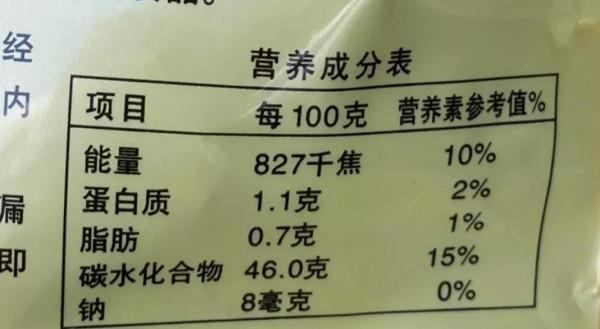 品。
经
内
漏
即
营养成分表
项目 每100克 营养素参考值%
能量 827千焦 10%
蛋白质 1.1克 2%
脂肪 0.7克 1%
碳水化合物 46.0克 15%
钠 8毫克 0%